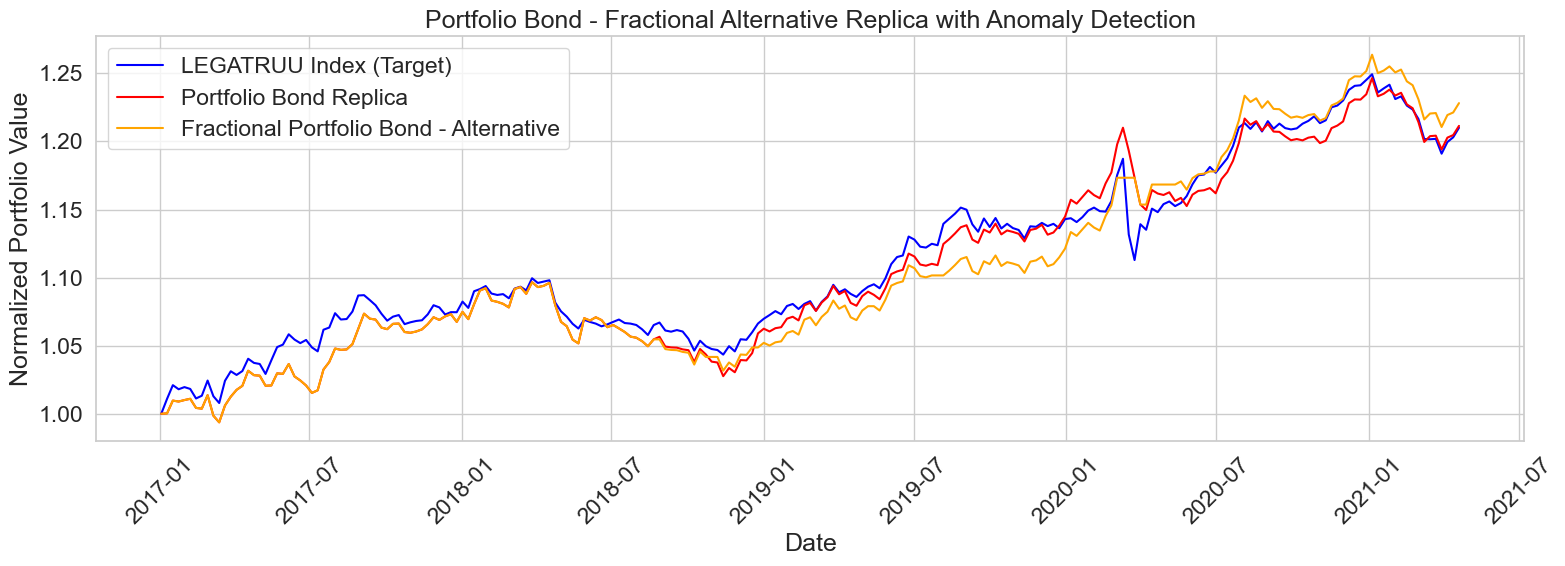 Portfolio Bond - Fractional Alternative Replica with Anomaly Detection
LEGATRUU Index (Target)
Portfolio Bond Replica
Fractional Portfolio Bond - Alternative
Normalized Portfolio Value
1.25
1.20
1.15
1.10
1.05
1.00
2017-01
2017-07
2018-01
2018-07
2019-01
2019-07
2020-01
2020-07
2021-01
2021-07
Date